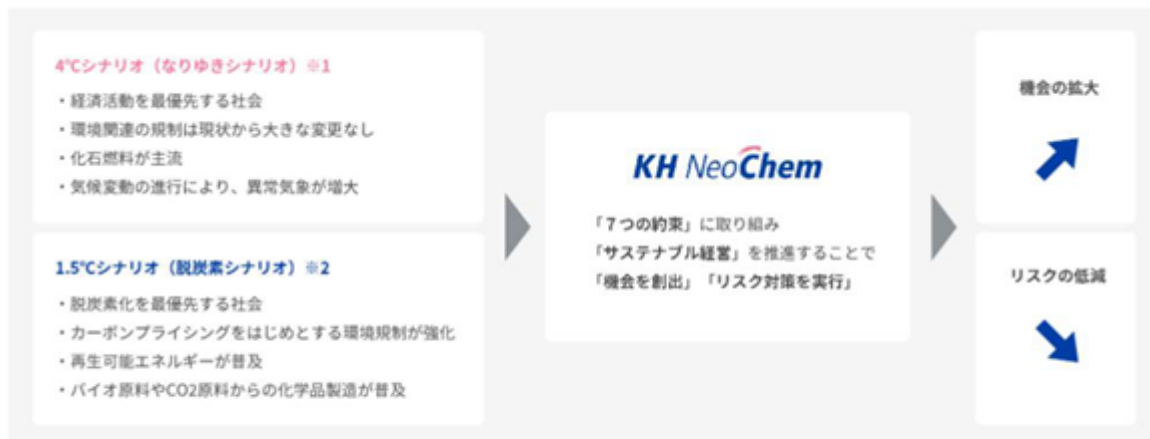 4℃シナリオ（なりゆきシナリオ）※1
・経済活動を最優先する社会
・環境関連の規制は現状から大きな変更なし
・化石燃料が主流
・気候変動の進行により、異常気象が増大
1.5℃シナリオ（脱炭素シナリオ）※2
・脱炭素化を最優先する社会
・カーボンプライシングをはじめとする環境規制が強化
・再生可能エネルギーが普及
・バイオ原料やCO2原料からの化学品製造が普及
KH NeoChem
「７つの約束」に取り組み
「サステナブル経営」を推進することで
「機会を創出」「リスク対策を実行」
機会の拡大
リスクの低減